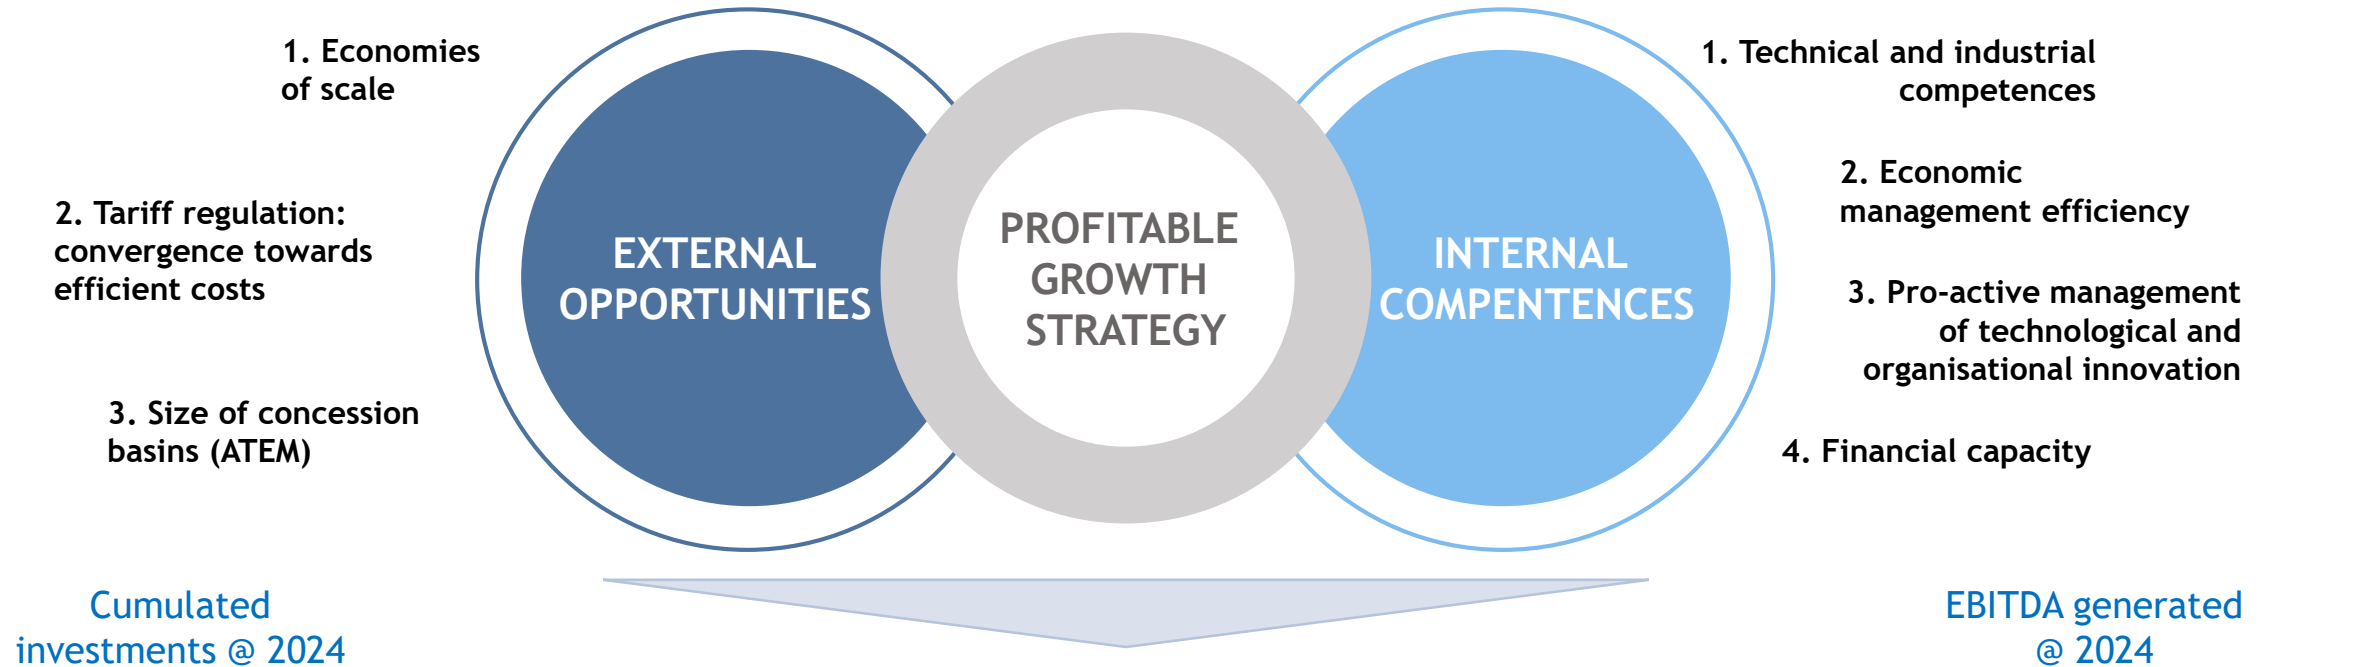 1. Economies
of scale
2. Tariff regulation:
convergence towards
efficient costs
3. Size of concession
basins (ATEM)
EXTERNAL
OPPORTUNITIES
PROFITABLE
GROWTH
STRATEGY
INTERNAL
COMPENTENCES
1. Technical and industrial
competences
2. Economic
management efficiency
3. Pro-active management
of technological and
organisational innovation
4. Financial capacity
Cumulated
investments @ 2024
EBITDA generated
@ 2024